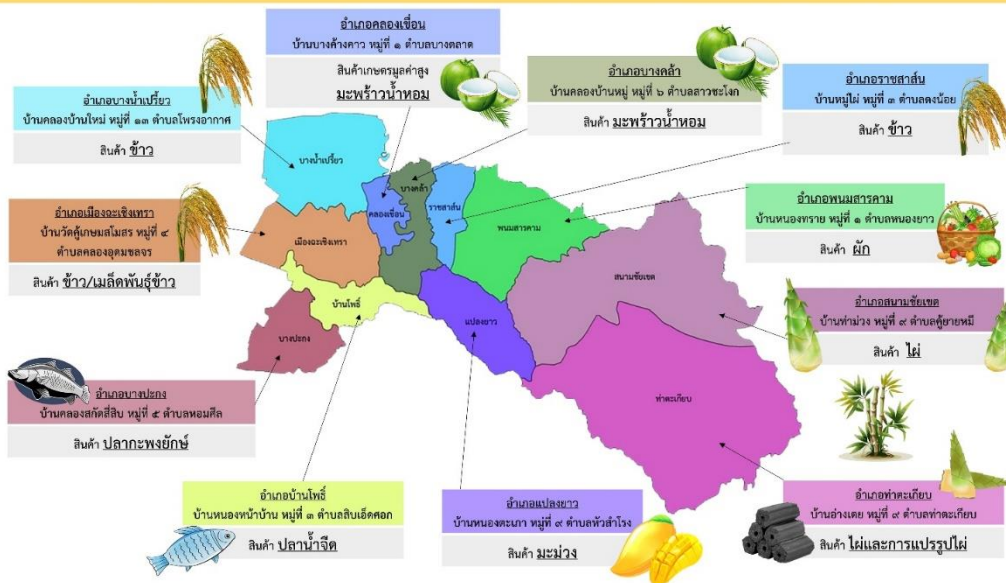 อำเภอคลองเขื่อน
บ้านบางค้างคาว หมู่ที่ ๑ ตำบลบางตลาด
สินค้าเกษตรมูลค่าสูง
มะพร้าวน้ำหอม
อำเภอบางคล้า
บ้านคลองบ้านหมู่ หมู่ที่ ๖ ตำบลสาวชะโงก
สินค้า มะพร้าวน้ำหอม
อำเภอราชสาส์น
บ้านหมู่ไผ่ หมู่ที่ ๓ ตำบลดงน้อย
สินค้า ข้าว
อำเภอบางน้ำเปรี้ยว
บ้านคลองบ้านใหม่ หมู่ที่ ๑๓ ตำบลโพรงอากาศ
สินค้า ข้าว
อำเภอพนมสารคาม
บ้านหนองทราย หมู่ที่ ๑ ตำบลหนองยาว
สินค้า ผัก
อำเภอเมืองฉะเชิงเทรา
บ้านวัดคู้เกษมสโมสร หมู่ที่ ๔
ตำบลคลองอุดมชลจร
สินค้า ข้าว/เมล็ดพันธุ์ข้าว
อำเภอสนามชัยเขต
บ้านท่าม่วง หมู่ที่ ๙ ตำบลคู้ยายหมี
สินค้า ไผ่
อำเภอบางปะกง
บ้านคลองสกัดสี่สิบ หมู่ที่ ๕ ตำบลหอมศีล
สินค้า ปลากะพงยักษ์
อำเภอบ้านโพธิ์
บ้านหนองหน้าบ้าน หมู่ที่ ๓ ตำบลสิบเอ็ดศอก
สินค้า ปลาน้ำจืด
อำเภอแปลงยาว
บ้านหนองตะเภา หมู่ที่ ๙ ตำบลหัวสำโรง
สินค้า มะม่วง
อำเภอท่าตะเกียบ
บ้านอ่างเตย หมู่ที่ ๙ ตำบลท่าตะเกียบ
สินค้า ไผ่และการแปรรูปไผ่
บางน้ำเปรี้ยว
บางคล้า
คลองเขื่อน
ราชสาส์น
พนมสารคาม
เมืองฉะเชิงเทรา
สนามชัยเขต
บ้านโพธิ์
แปลงยาว
บางปะกง
ท่าตะเกียบ